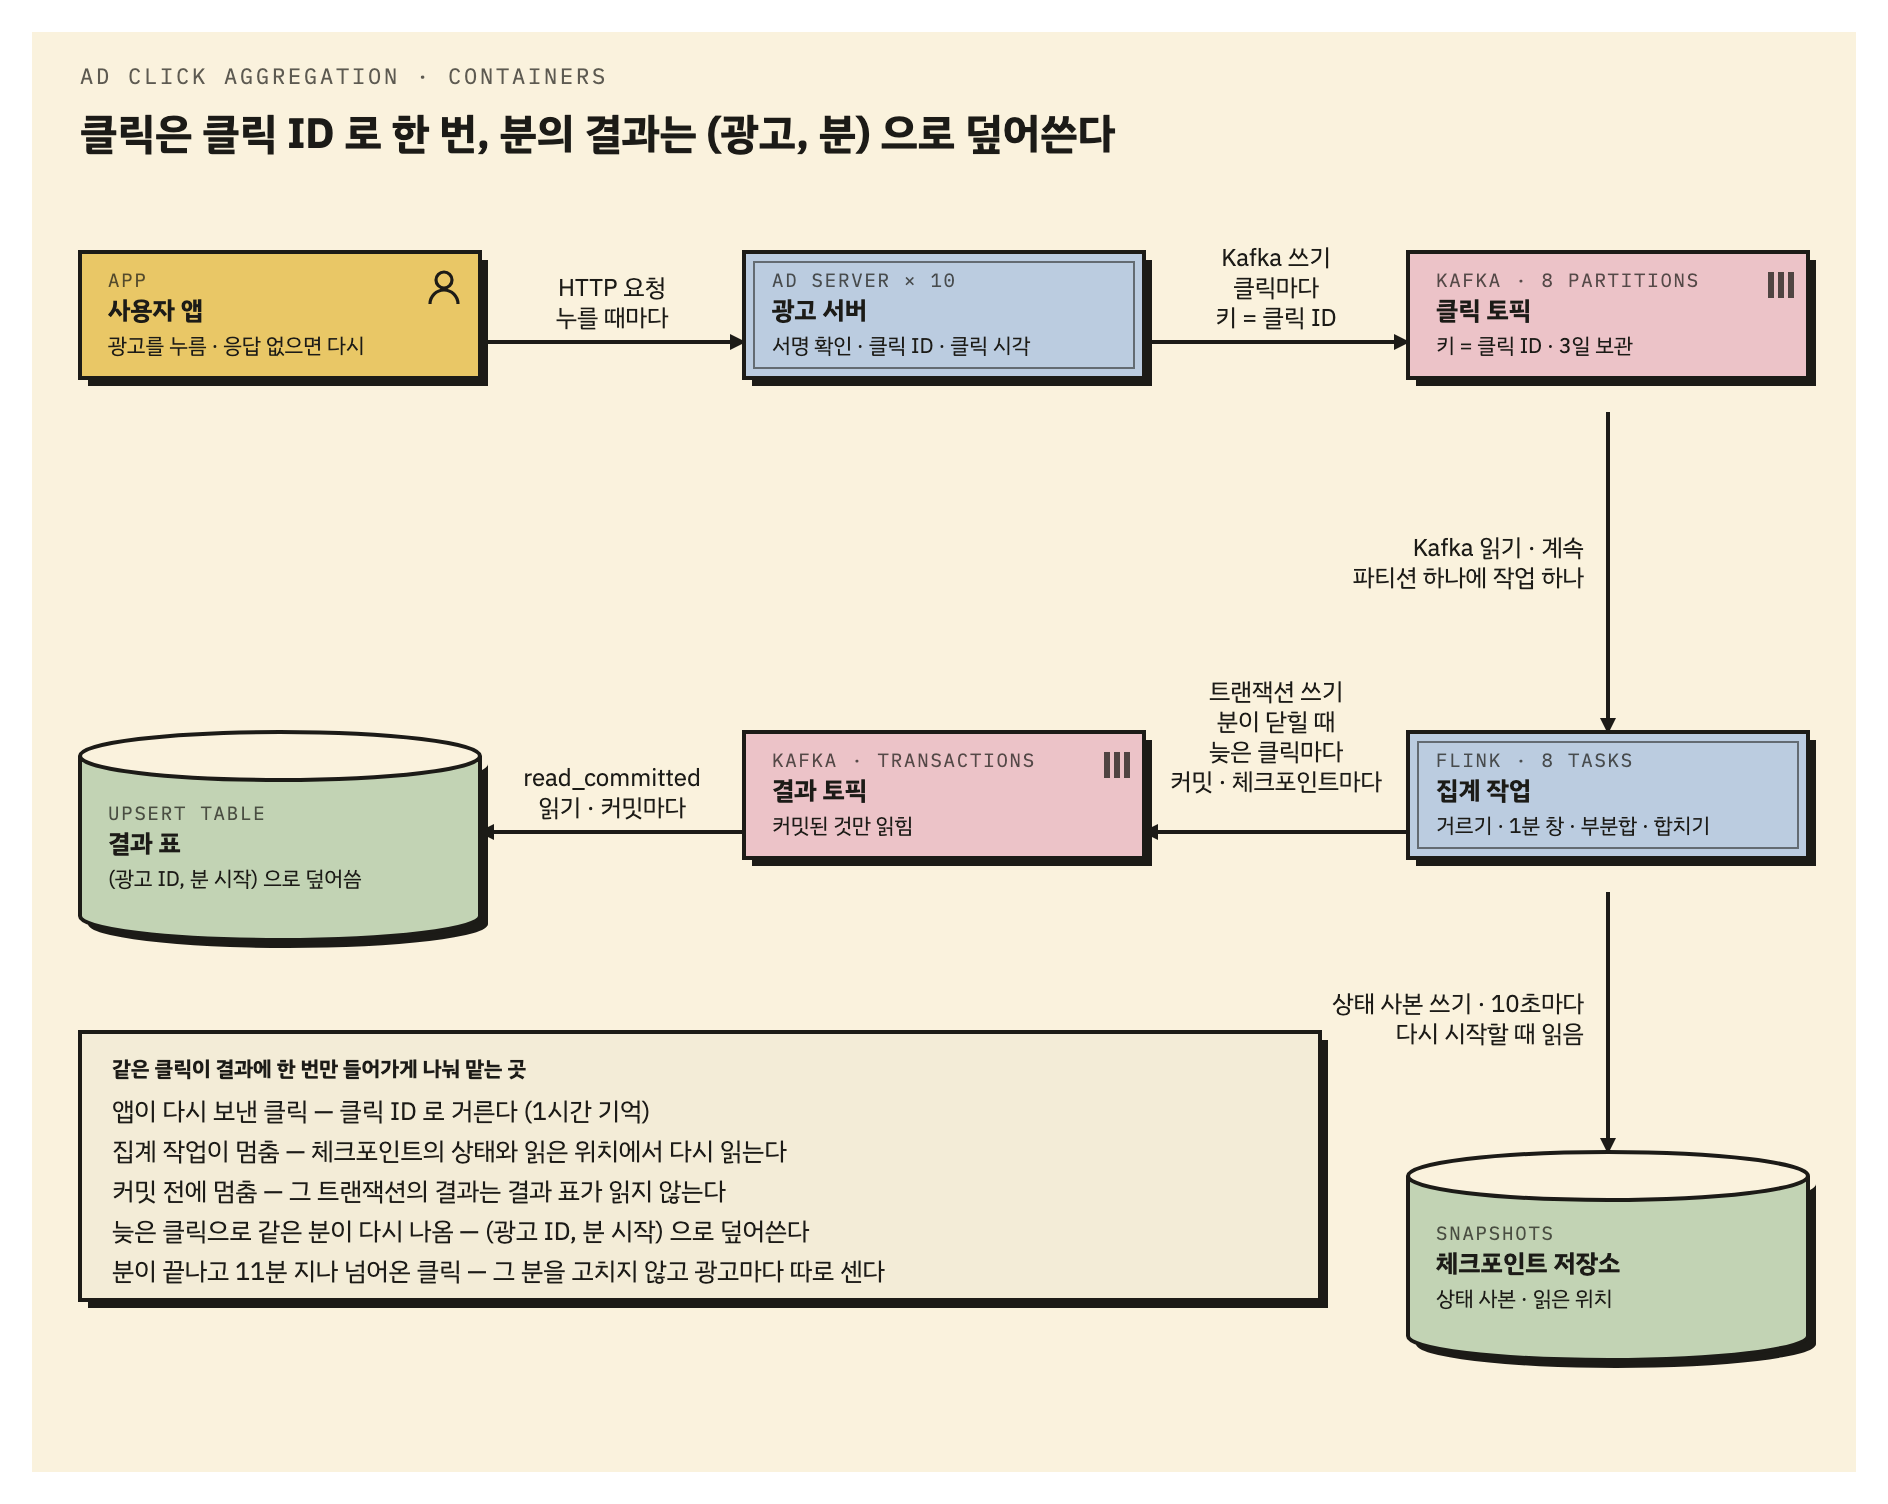 AD CLICK AGGREGATION · CONTAINERS
클릭은 클릭 ID 로 한 번, 분의 결과는 (광고, 분) 으로 덮어쓴다
APP
사용자 앱
광고를 누름 · 응답 없으면 다시
HTTP 요청
누를 때마다
AD SERVER × 10
광고 서버
서명 확인 · 클릭 ID · 클릭 시각
Kafka 쓰기
클릭마다
키 = 클릭 ID
KAFKA · 8 PARTITIONS
클릭 토픽
키 = 클릭 ID · 3일 보관
Kafka 읽기 · 계속
파티션 하나에 작업 하나
UPSERT TABLE
결과 표
(광고 ID, 분 시작) 으로 덮어씀
read_committed
읽기 · 커밋마다
KAFKA · TRANSACTIONS
결과 토픽
커밋된 것만 읽힘
트랜잭션 쓰기
분이 닫힐 때
늦은 클릭마다
커밋 · 체크포인트마다
FLINK · 8 TASKS
집계 작업
거르기 · 1분 창 · 부분합 · 합치기
상태 사본 쓰기 · 10초마다
다시 시작할 때 읽음
같은 클릭이 결과에 한 번만 들어가게 나눠 맡는 곳
앱이 다시 보낸 클릭 — 클릭 ID 로 거른다 (1시간 기억)
집계 작업이 멈춤 — 체크포인트의 상태와 읽은 위치에서 다시 읽는다
커밋 전에 멈춤 — 그 트랜잭션의 결과는 결과 표가 읽지 않는다
늦은 클릭으로 같은 분이 다시 나옴 — (광고 ID, 분 시작) 으로 덮어쓴다
분이 끝나고 11분 지나 넘어온 클릭 — 그 분을 고치지 않고 광고마다 따로 센다
SNAPSHOTS
체크포인트 저장소
상태 사본 · 읽은 위치